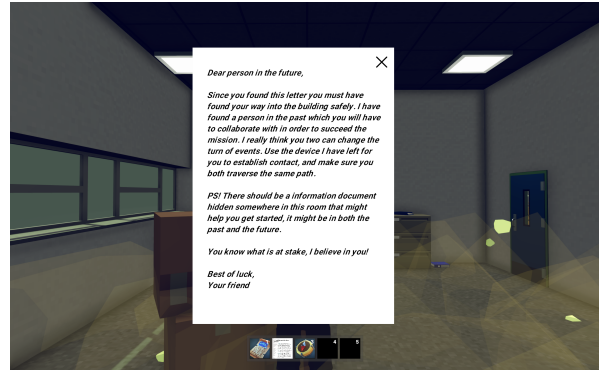 Dear person in the future,
Since you found this letter you must have
found your way into the building safely. I have
found a person in the past which you will have
to collaborate with in order to succeed the
mission. I really think you two can change the
turn of events. Use the device I have left for
you to establish contact, and make sure you
both traverse the same path.
PS! There should be a information document
hidden somewhere in this room that might
help you get started, it might be in both the
past and the future.
You know what is at stake, I believe in you!
Best of luck,
Your friend
4 5